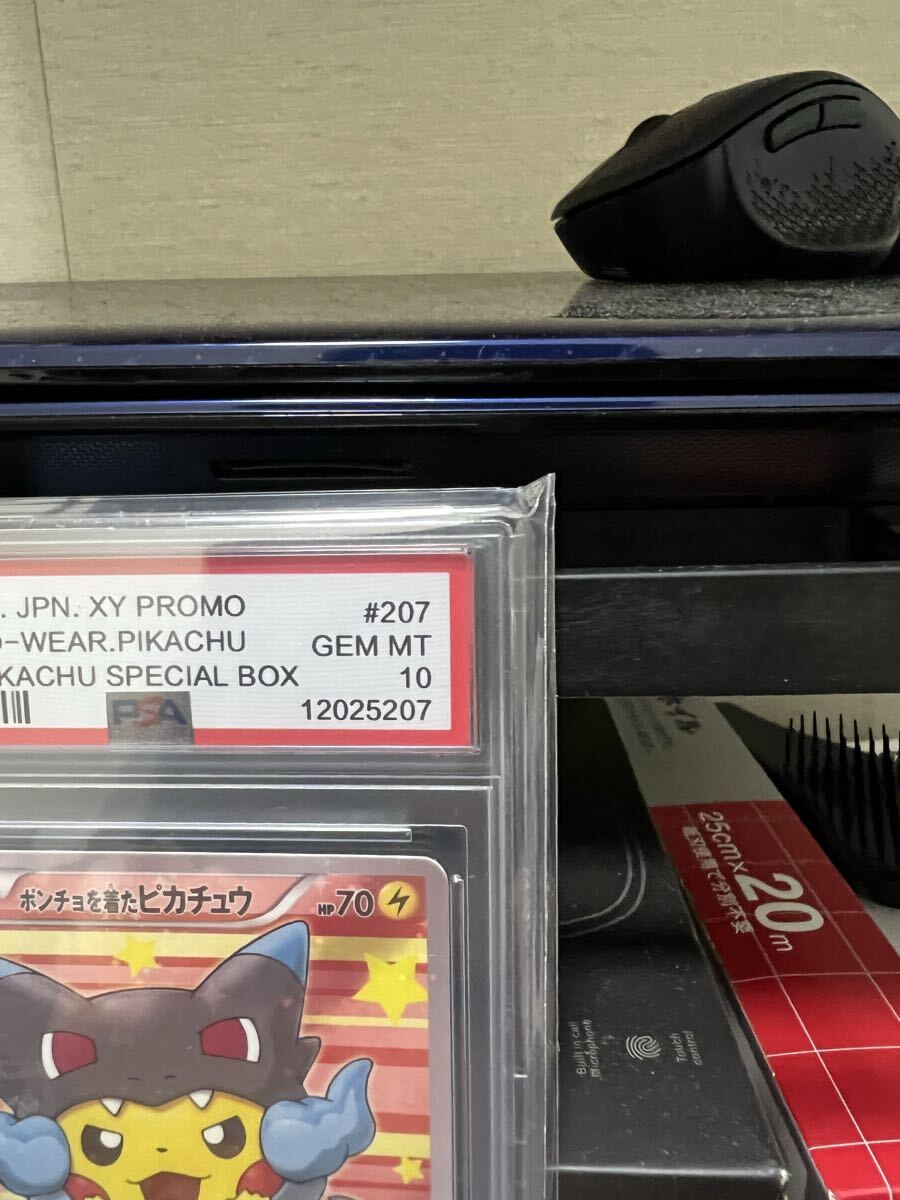 . JPN. XY PROMO #207
-WEAR.PIKACHU GEM MT
KACHU SPECIAL BOX 10
PSA 12025207
ポンチョを着たピカチュウ HP70
25cm×20m
Built in call
Microphone
Touch
control